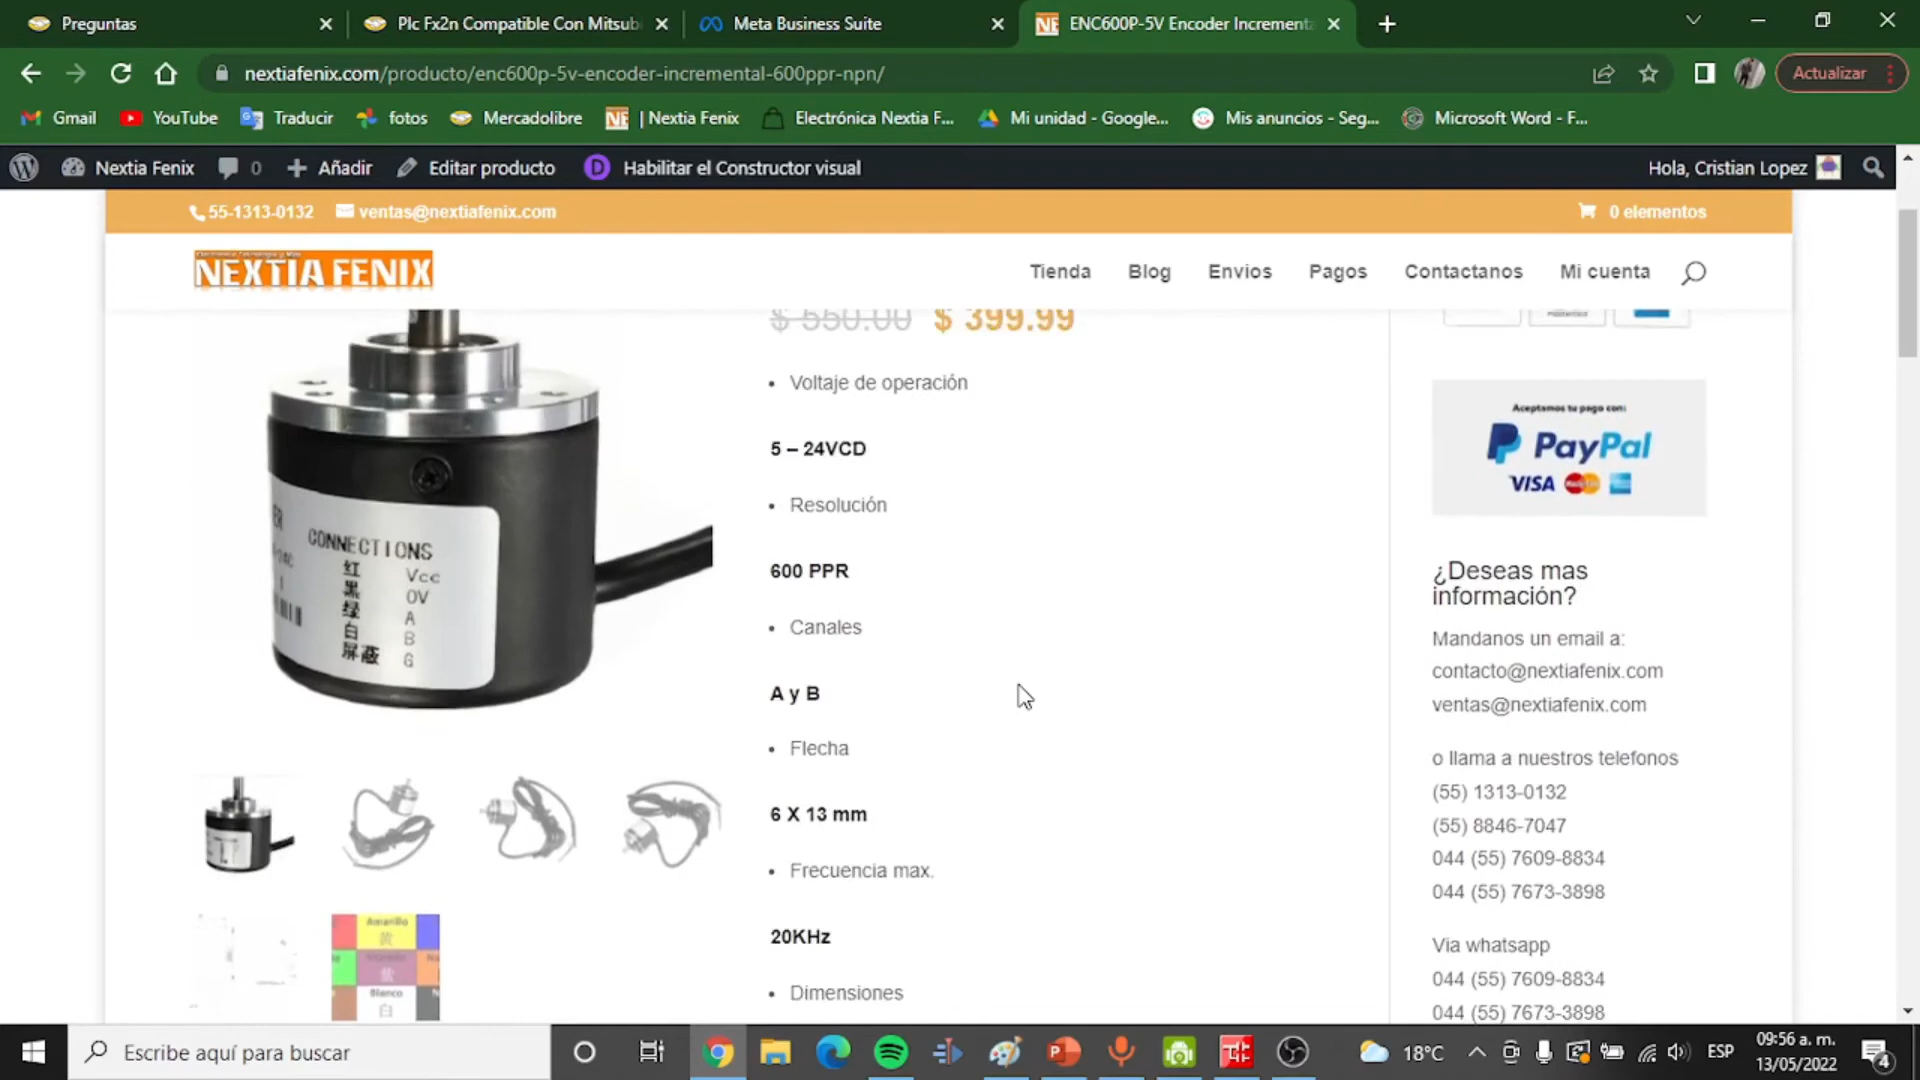 Preguntas
Plc Fx2n Compatible Con Mitsub
Meta Business Suite
ENC600P-5V Encoder Incrementa
nextiafenix.com/producto/enc600p-5v-encoder-incremental-600ppr-npn/
Actualizar
Gmail
YouTube
Traducir
fotos
Mercadolibre
| Nextia Fenix
Electrónica Nextia F...
Mi unidad - Google...
Mis anuncios - Seg...
Microsoft Word - F...
Nextia Fenix
0
Añadir
Editar producto
Habilitar el Constructor visual
Hola, Cristian Lopez
55-1313-0132
ventas@nextiafenix.com
0 elementos
NEXTIA FENIX
Tienda
Blog
Envios
Pagos
Contactanos
Mi cuenta
$ 550.00 $ 399.99
• Voltaje de operación
5 – 24VCD
• Resolución
600 PPR
• Canales
A y B
• Flecha
6 X 13 mm
• Frecuencia max.
20KHz
• Dimensiones
CONNECTIONS
红 Vcc
黑 0V
绿 A
白 B
屏蔽 G
Amarillo
黄
Blanco
白
Aceptamos tu pago con:
PayPal
VISA
¿Deseas mas
información?
Mandanos un email a:
contacto@nextiafenix.com
ventas@nextiafenix.com
o llama a nuestros telefonos
(55) 1313-0132
(55) 8846-7047
044 (55) 7609-8834
044 (55) 7673-3898
Via whatsapp
044 (55) 7609-8834
044 (55) 7673-3898
Escribe aquí para buscar
18°C
ESP
09:56 a. m.
13/05/2022
4